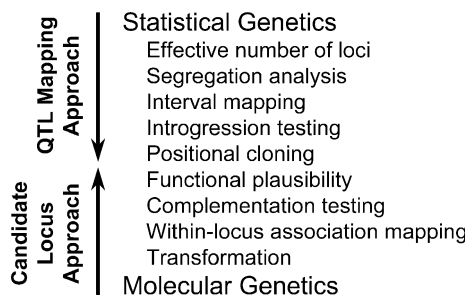 QTL Mapping
Approach
Candidate
Locus
Approach
Statistical Genetics
Effective number of loci
Segregation analysis
Interval mapping
Introgression testing
Positional cloning
Functional plausibility
Complementation testing
Within-locus association mapping
Transformation
Molecular Genetics